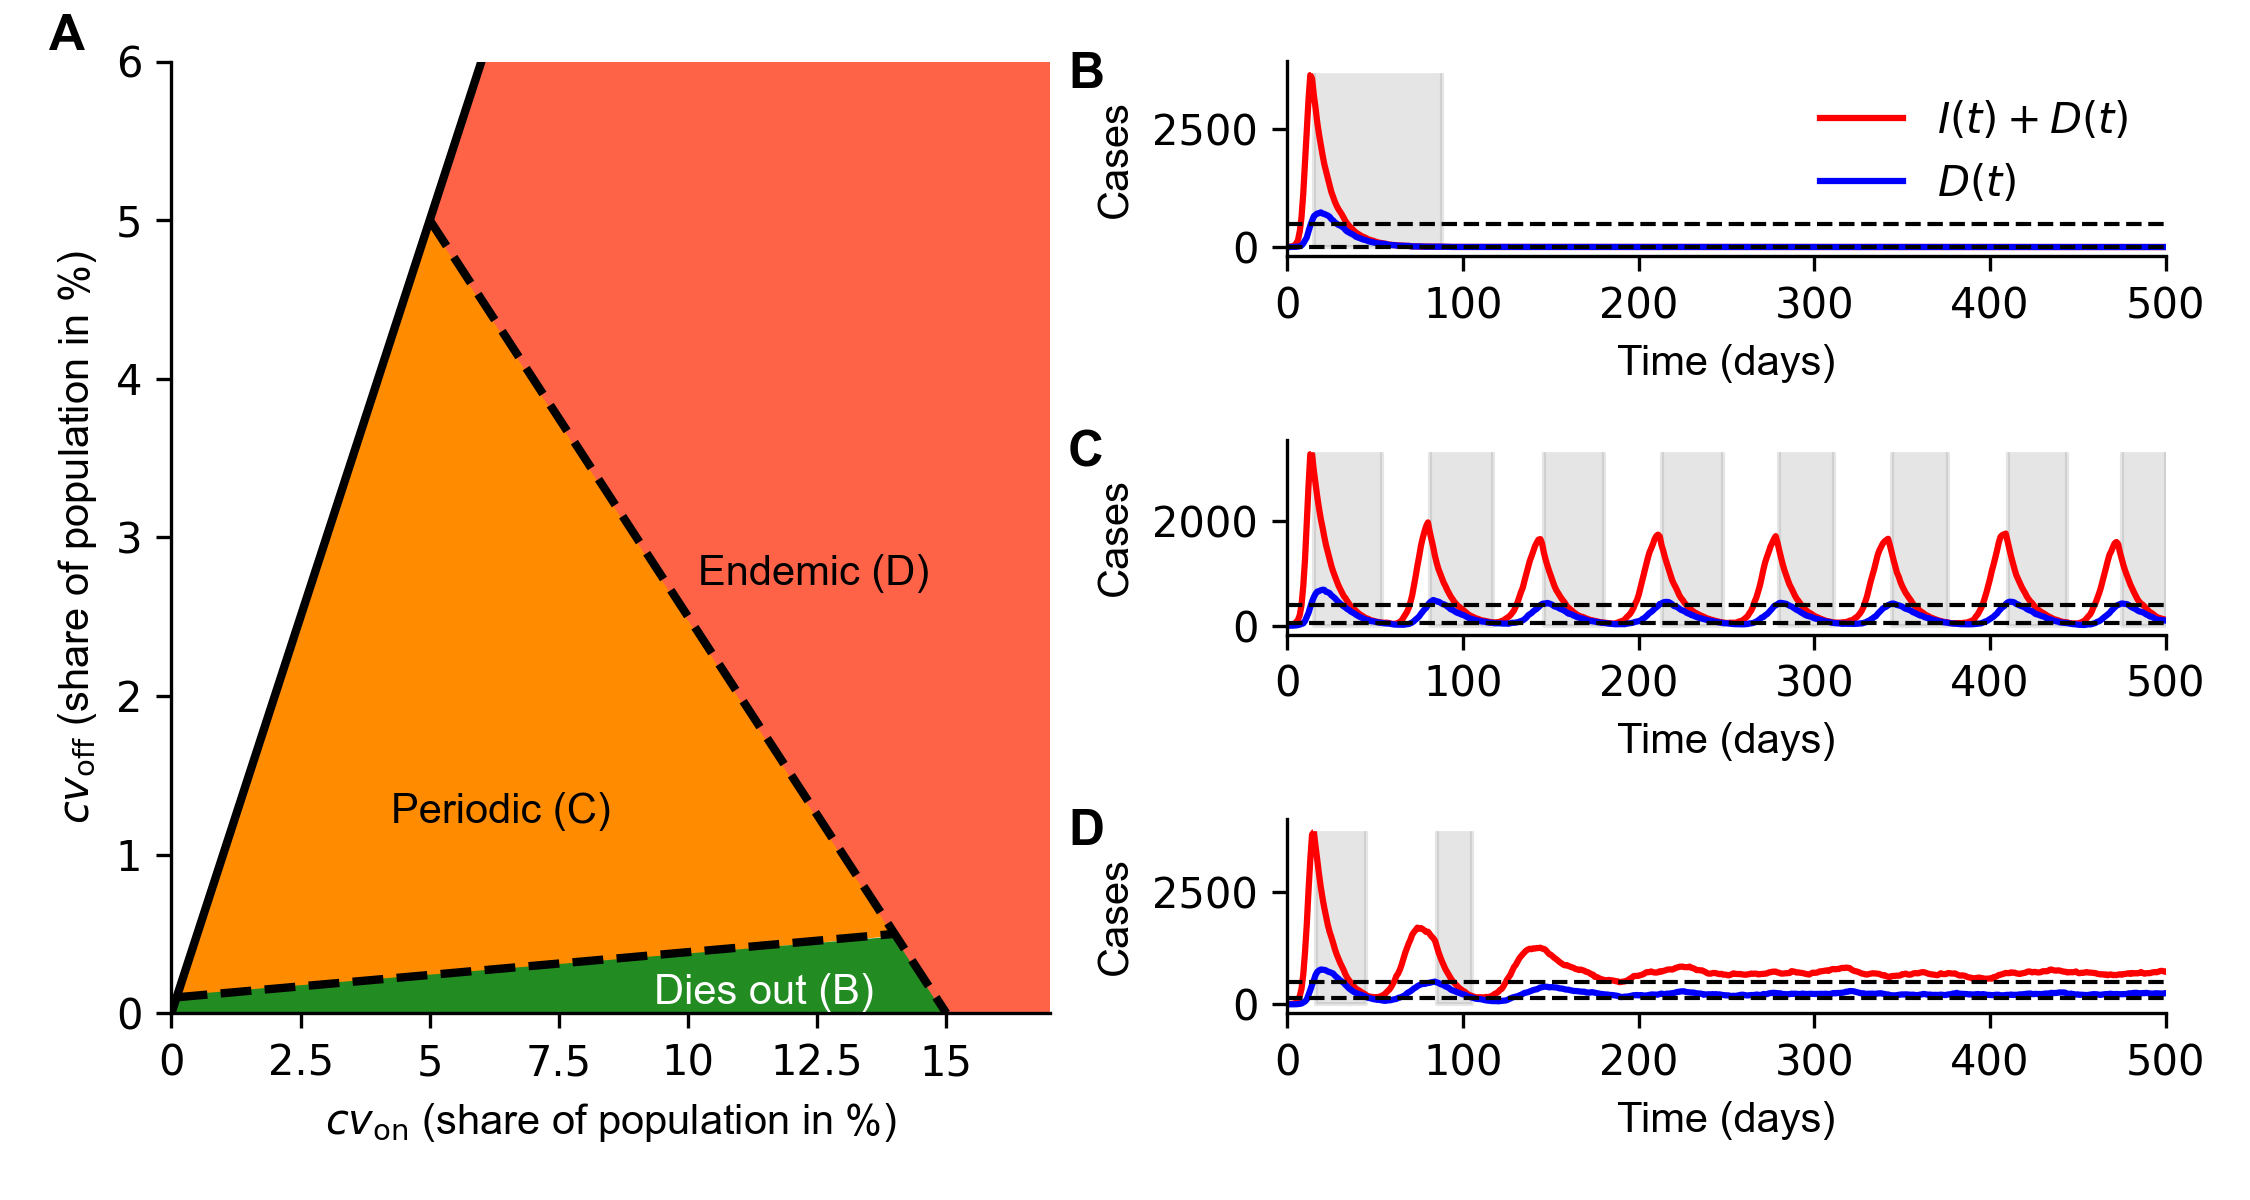 A
6
5
4
3
2
1
0
cv_off (share of population in %)
Endemic (D)
Periodic (C)
Dies out (B)
0 2.5 5 7.5 10 12.5 15
cv_on (share of population in %)
B
Cases
2500
0
I(t) + D(t)
D(t)
0 100 200 300 400 500
Time (days)
C
Cases
2000
0
0 100 200 300 400 500
Time (days)
D
Cases
2500
0
0 100 200 300 400 500
Time (days)